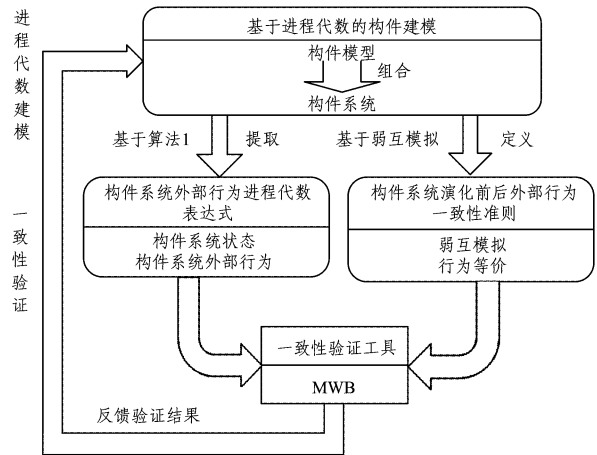 进程代数建模
基于进程代数的构件建模
构件模型
组合
构件系统
基于算法1
提取
基于弱互模拟
定义
构件系统外部行为进程代数
表达式
构件系统状态
构件系统外部行为
构件系统演化前后外部行为
一致性准则
弱互模拟
行为等价
一致性验证
一致性验证工具
MWB
反馈验证结果